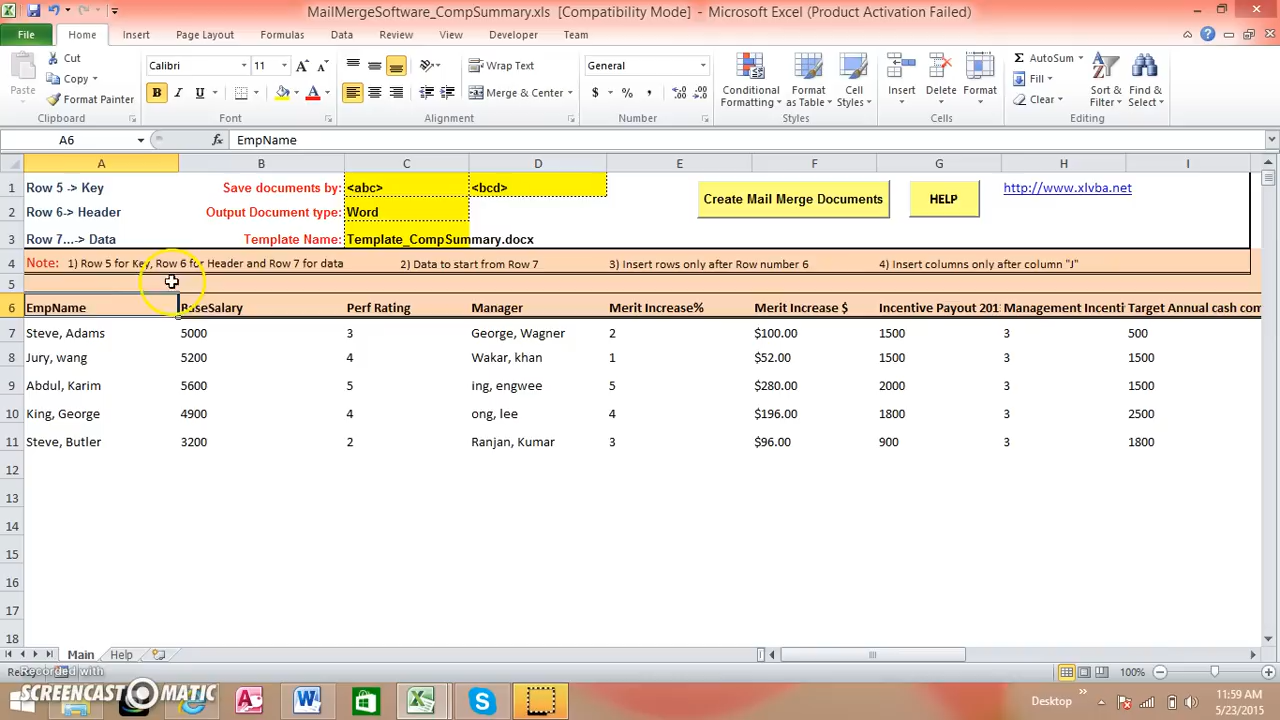 MailMergeSoftware_CompSummary.xls [Compatibility Mode] - Microsoft Excel (Product Activation Failed)
File Home Insert Page Layout Formulas Data Review View Developer Team
Paste Cut Copy Format Painter Clipboard
Calibri 11 B I U A Font
Wrap Text Merge & Center Alignment
General $ % , Number
Conditional Formatting Format as Table Cell Styles Styles
Insert Delete Format Cells
AutoSum Fill Clear Sort & Filter Find & Select Editing
A6 fx EmpName
A B C D E F G H I
1 Row 5 -> Key Save documents by: <abc> <bcd> Create Mail Merge Documents HELP http://www.xlvba.net
2 Row 6-> Header Output Document type: Word
3 Row 7...-> Data Template Name: Template_CompSummary.docx
4 Note: 1) Row 5 for Key, Row 6 for Header and Row 7 for data 2) Data to start from Row 7 3) Insert rows only after Row number 6 4) Insert columns only after column "J"
5
6 EmpName BaseSalary Perf Rating Manager Merit Increase% Merit Increase $ Incentive Payout 201 Management Incenti Target Annual cash com
7 Steve, Adams 5000 3 George, Wagner 2 $100.00 1500 3 500
8 Jury, wang 5200 4 Wakar, khan 1 $52.00 1500 3 1500
9 Abdul, Karim 5600 5 ing, engwee 5 $280.00 2000 3 1500
10 King, George 4900 4 ong, lee 4 $196.00 1800 3 2500
11 Steve, Butler 3200 2 Ranjan, Kumar 3 $96.00 900 3 1800
12
13
14
15
16
17
18
Main Help
Recorded with 100%
SCREENCAST MATIC Desktop 11:59 AM
5/23/2015